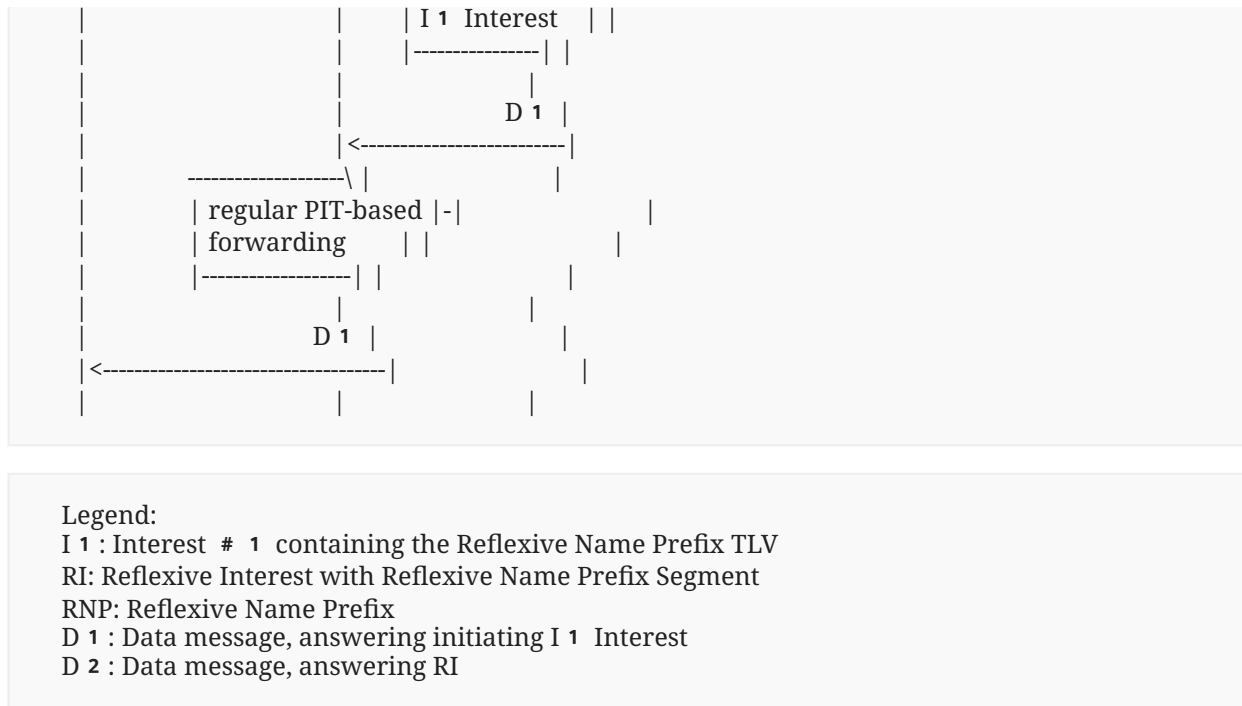 |          |     | I 1 Interest   | |
|          |     |----------------| |
|          |          |
|          |        D 1 |
|          |<--------------------------|
|     --------------------\ |          |
|     | regular PIT-based |-|          |
|     | forwarding      | |          |
|     |-------------------| |          |
|          |          |
|        D 1 |          |
|<------------------------------------|          |
|          |          |
Legend:
I 1 : Interest # 1 containing the Reflexive Name Prefix TLV
RI: Reflexive Interest with Reflexive Name Prefix Segment
RNP: Reflexive Name Prefix
D 1 : Data message, answering initiating I 1 Interest
D 2 : Data message, answering RI